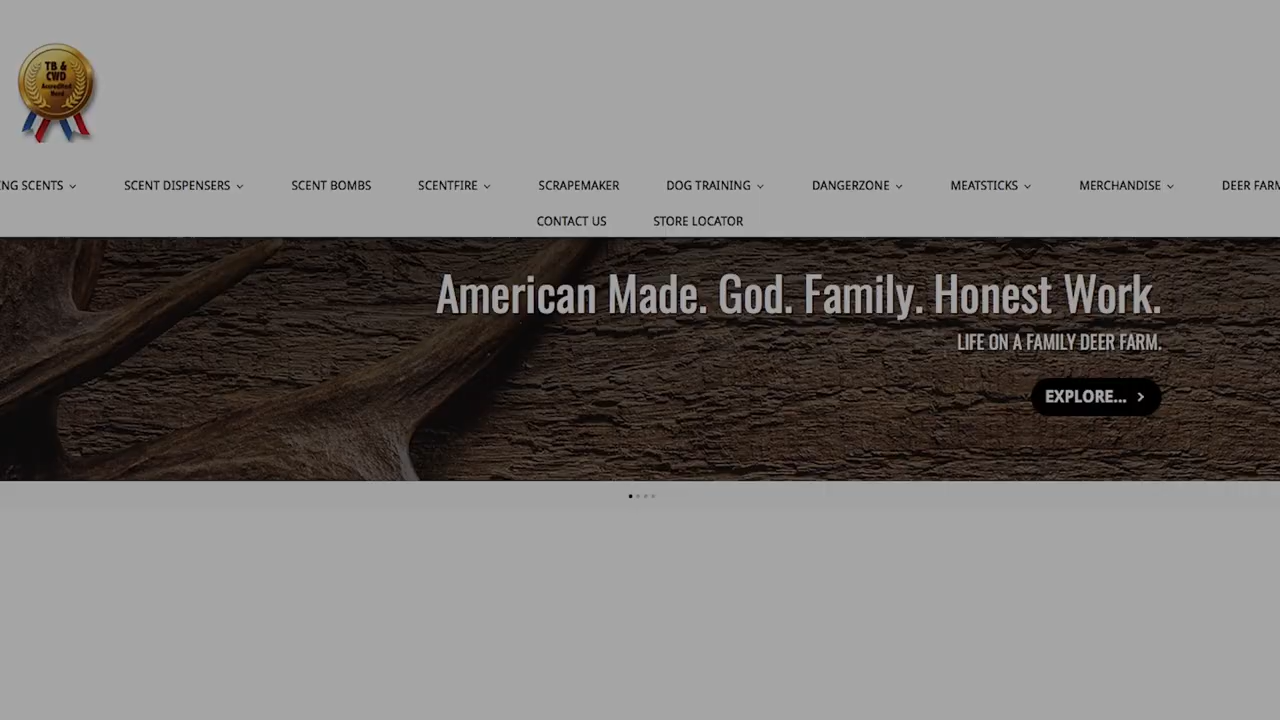 TB &
CWD
Accredited
Herd
NG SCENTS
SCENT DISPENSERS
SCENT BOMBS
SCENTFIRE
SCRAPEMAKER
DOG TRAINING
DANGERZONE
MEATSTICKS
MERCHANDISE
DEER FARM
CONTACT US
STORE LOCATOR
American Made. God. Family. Honest Work.
LIFE ON A FAMILY DEER FARM.
EXPLORE...